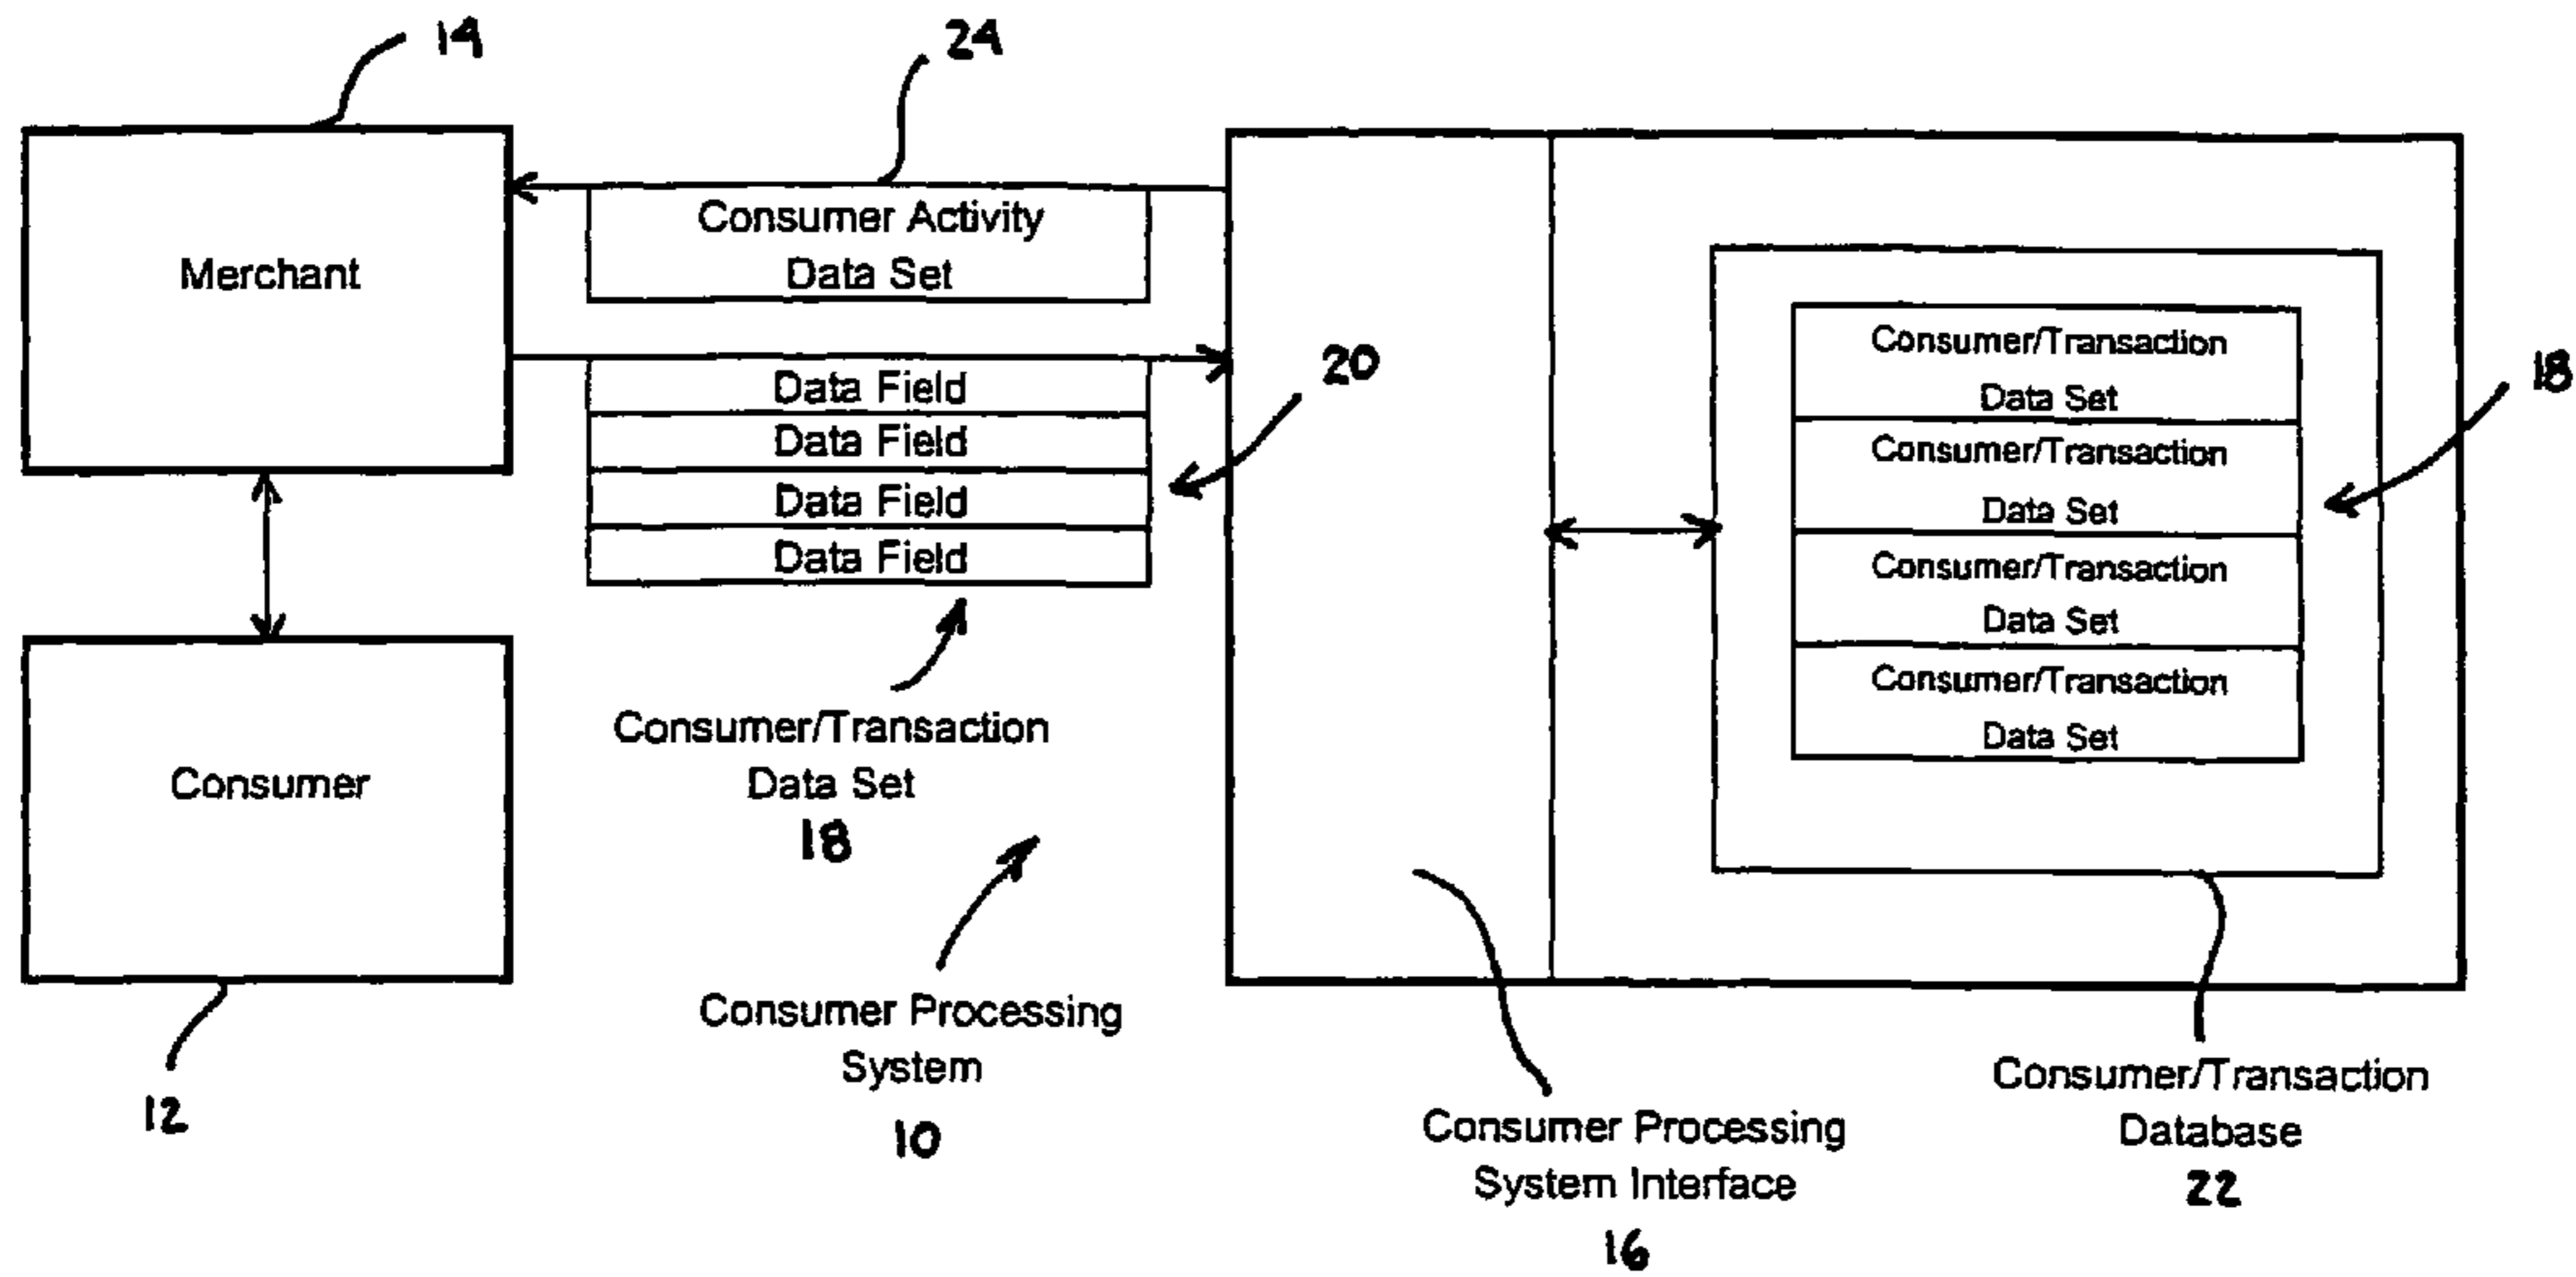 14
24
Merchant
Consumer Activity
Data Set
Data Field
Data Field
Data Field
Data Field
20
Consumer/Transaction
Data Set
18
Consumer
12
Consumer Processing
System
10
Consumer/Transaction
Data Set
Consumer/Transaction
Data Set
Consumer/Transaction
Data Set
Consumer/Transaction
Data Set
18
Consumer Processing
System Interface
16
Consumer/Transaction
Database
22